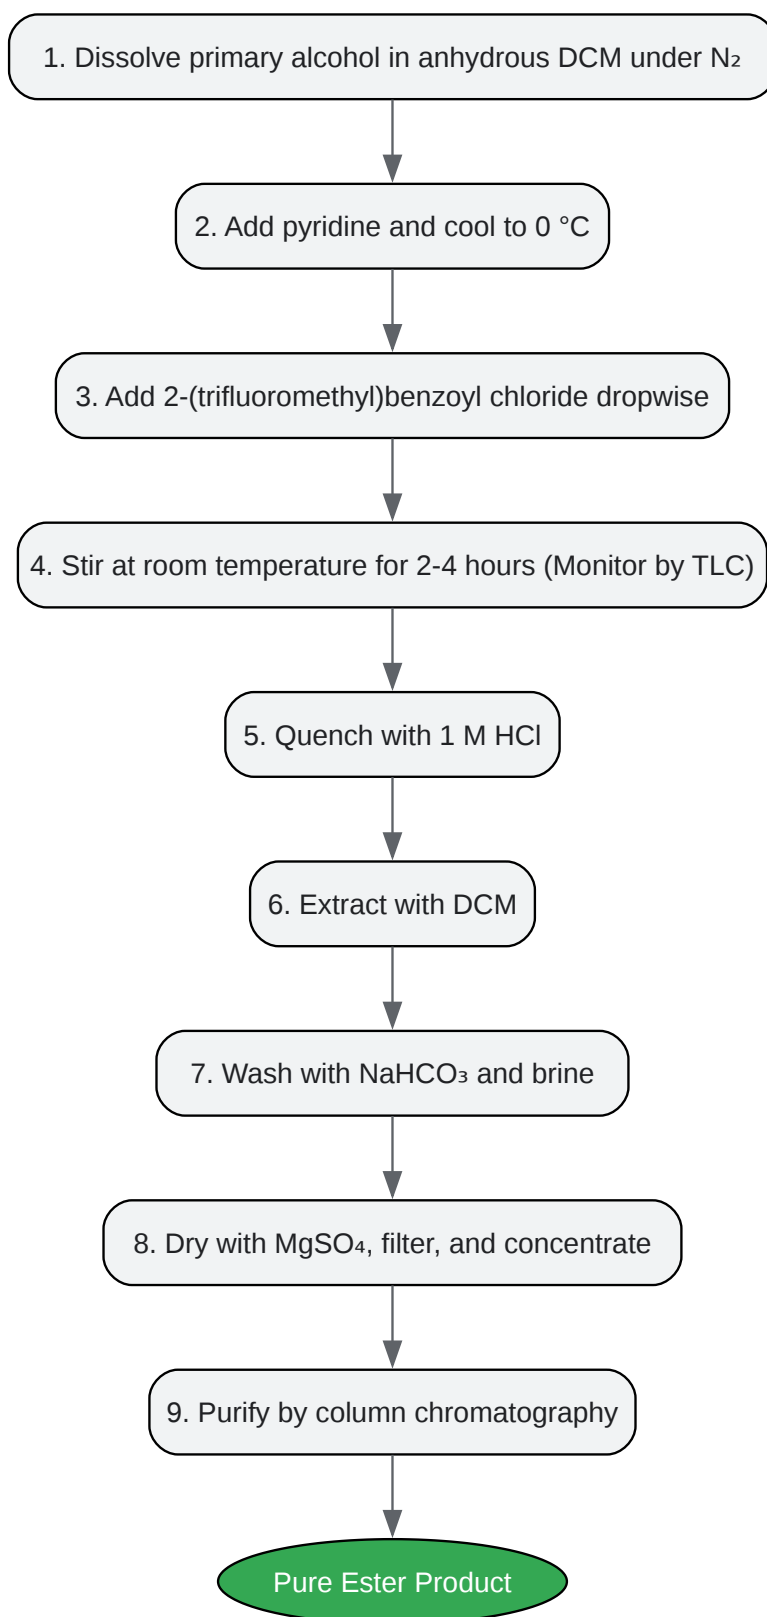 1. Dissolve primary alcohol in anhydrous DCM under N₂
2. Add pyridine and cool to 0 °C
3. Add 2-(trifluoromethyl)benzoyl chloride dropwise
4. Stir at room temperature for 2-4 hours (Monitor by TLC)
5. Quench with 1 M HCl
6. Extract with DCM
7. Wash with NaHCO₃ and brine
8. Dry with MgSO₄, filter, and concentrate
9. Purify by column chromatography
Pure Ester Product